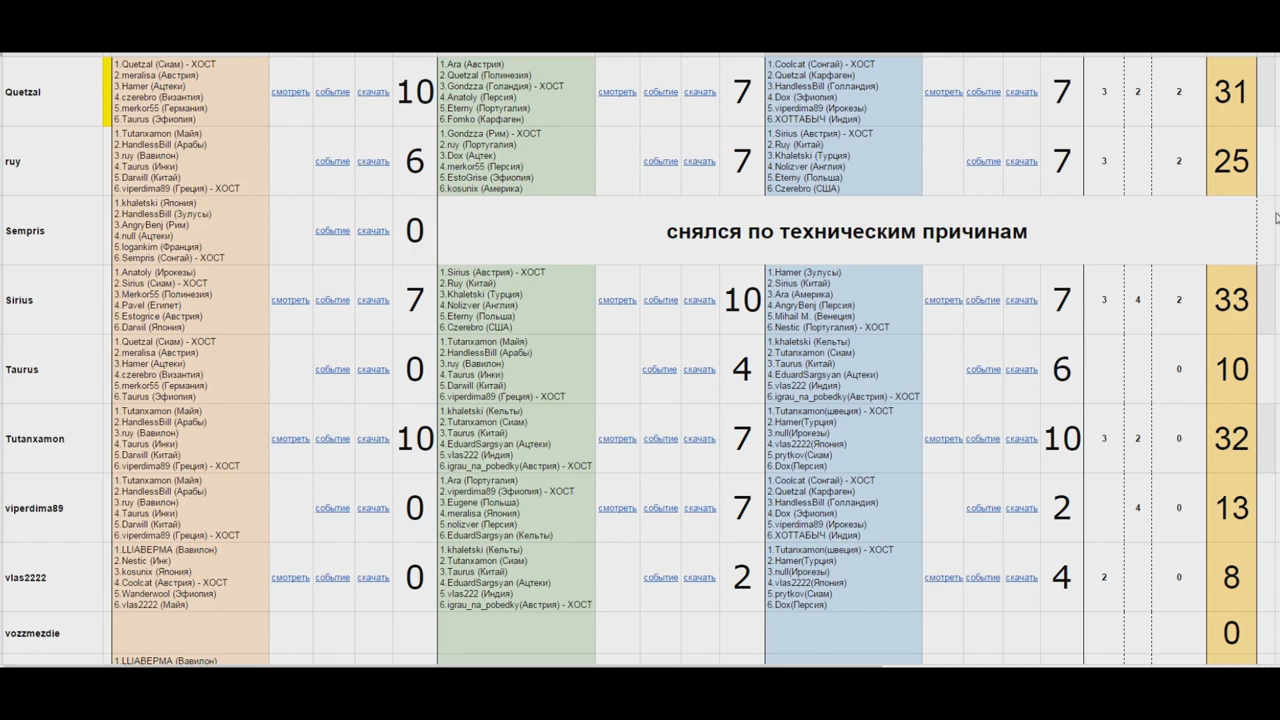 Quetzal
1.Quetzal (Сиам) - ХОСТ
2.meralisa (Австрия)
3.Hamer (Ацтеки)
4.czerebro (Византия)
5.merkor55 (Германия)
6.Taurus (Эфиопия)
смотреть событие скачать 10
1.Ara (Австрия)
2.Quetzal (Полинезия)
3.Gondzza (Голандия) - ХОСТ
4.Anatoly (Персия)
5.Etemy (Португалия)
6.Fomko (Карфаген)
смотреть событие скачать 7
1.Coolcat (Сонгай) - ХОСТ
2.Quetzal (Карфаген)
3.HandlessBill (Голландия)
4.Dox (Эфиопия)
5.viperdima89 (Ирокезы)
6.ХОТТАБЫЧ (Индия)
смотреть событие скачать 7 3 2 2 31
ruy
1.Tutanxamon (Майя)
2.HandlessBill (Арабы)
3.ruy (Вавилон)
4.Taurus (Инки)
5.Darwill (Китай)
6.viperdima89 (Греция) - ХОСТ
событие скачать 6
1.Gondzza (Рим) - ХОСТ
2.ruy (Португалия)
3.Dox (Ацтек)
4.merkor55 (Персия)
5.EstoGrise (Эфиопия)
6.kosunix (Америка)
событие скачать 7
1.Sirius (Австрия) - ХОСТ
2.Ruy (Китай)
3.Khaletski (Турция)
4.Nolizver (Англия)
5.Etemy (Польша)
6.Czerebro (США)
событие скачать 7 3 2 25
Sempris
1.khaletski (Япония)
2.HandlessBill (Зулусы)
3.AngryBenj (Рим)
4.null (Ацтеки)
5.logankim (Франция)
6.Sempris (Сонгай) - ХОСТ
событие скачать 0
снялся по техническим причинам
Sirius
1.Anatoly (Ирокезы)
2.Sirius (Сиам) - ХОСТ
3.Merkor55 (Полинезия)
4.Pavel (Египет)
5.Estogrice (Австрия)
6.Darwil (Япония)
смотреть событие скачать 7
1.Sirius (Австрия) - ХОСТ
2.Ruy (Китай)
3.Khaletski (Турция)
4.Nolizver (Англия)
5.Etemy (Польша)
6.Czerebro (США)
смотреть событие скачать 10
1.Hamer (Зулусы)
2.Sirius (Китай)
3.Ara (Америка)
4.AngryBenj (Персия)
5.Mihail M. (Венеция)
6.Nestic (Португалия) - ХОСТ
смотреть событие скачать 7 3 4 2 33
Taurus
1.Quetzal (Сиам) - ХОСТ
2.meralisa (Австрия)
3.Hamer (Ацтеки)
4.czerebro (Византия)
5.merkor55 (Германия)
6.Taurus (Эфиопия)
событие скачать 0
1.Tutanxamon (Майя)
2.HandlessBill (Арабы)
3.ruy (Вавилон)
4.Taurus (Инки)
5.Darwill (Китай)
6.viperdima89 (Греция) - ХОСТ
событие скачать 4
1.khaletski (Кельты)
2.Tutanxamon (Сиам)
3.Taurus (Китай)
4.EduardSargsyan (Ацтеки)
5.vlas222 (Индия)
6.igrau_na_pobedky(Австрия) - ХОСТ
событие скачать 6 0 10
Tutanxamon
1.Tutanxamon (Майя)
2.HandlessBill (Арабы)
3.ruy (Вавилон)
4.Taurus (Инки)
5.Darwill (Китай)
6.viperdima89 (Греция) - ХОСТ
смотреть событие скачать 10
1.khaletski (Кельты)
2.Tutanxamon (Сиам)
3.Taurus (Китай)
4.EduardSargsyan (Ацтеки)
5.vlas222 (Индия)
6.igrau_na_pobedky(Австрия) - ХОСТ
смотреть событие скачать 7
1.Tutanxamon(швеция) - ХОСТ
2.Hamer(Турция)
3.null(Ирокезы)
4.vlas2222(Япония)
5.prytkov(Сиам)
6.Dox(Персия)
смотреть событие скачать 10 3 2 0 32
viperdima89
1.Tutanxamon (Майя)
2.HandlessBill (Арабы)
3.ruy (Вавилон)
4.Taurus (Инки)
5.Darwill (Китай)
6.viperdima89 (Греция) - ХОСТ
событие скачать 0
1.Ara (Португалия)
2.viperdima89 (Эфиопия) - ХОСТ
3.Eugene (Польша)
4.meralisa (Япония)
5.nolizver (Персия)
6.EduardSargsyan (Кельты)
смотреть событие скачать 7
1.Coolcat (Сонгай) - ХОСТ
2.Quetzal (Карфаген)
3.HandlessBill (Голландия)
4.Dox (Эфиопия)
5.viperdima89 (Ирокезы)
6.ХОТТАБЫЧ (Индия)
событие скачать 2 4 0 13
vlas2222
1.LLIABEPMA (Вавилон)
2.Nestic (Инк)
3.kosunix (Япония)
4.Coolcat (Австрия) - ХОСТ
5.Wanderwool (Эфиопия)
6.vlas2222 (Майя)
смотреть событие скачать 0
1.khaletski (Кельты)
2.Tutanxamon (Сиам)
3.Taurus (Китай)
4.EduardSargsyan (Ацтеки)
5.vlas222 (Индия)
6.igrau_na_pobedky(Австрия) - ХОСТ
событие скачать 2
1.Tutanxamon(швеция) - ХОСТ
2.Hamer(Турция)
3.null(Ирокезы)
4.vlas2222(Япония)
5.prytkov(Сиам)
6.Dox(Персия)
смотреть событие скачать 4 2 0 8
vozzmezdie 0
1.LLIABEPMA (Вавилон)